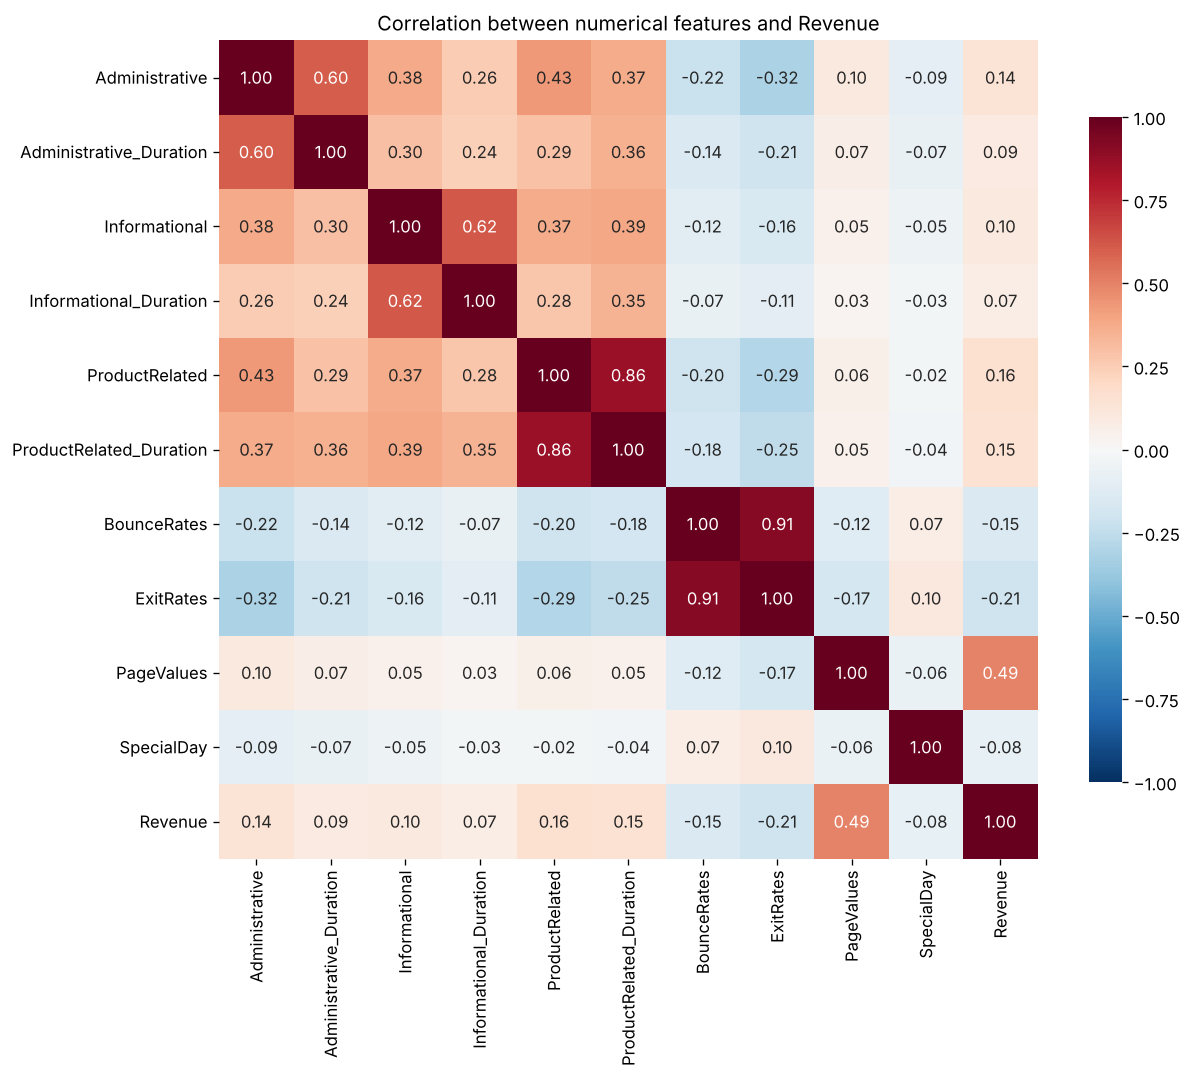 Correlation between numerical features and Revenue
Administrative 1.00 0.60 0.38 0.26 0.43 0.37 -0.22 -0.32 0.10 -0.09 0.14
Administrative_Duration 0.60 1.00 0.30 0.24 0.29 0.36 -0.14 -0.21 0.07 -0.07 0.09
Informational 0.38 0.30 1.00 0.62 0.37 0.39 -0.12 -0.16 0.05 -0.05 0.10
Informational_Duration 0.26 0.24 0.62 1.00 0.28 0.35 -0.07 -0.11 0.03 -0.03 0.07
ProductRelated 0.43 0.29 0.37 0.28 1.00 0.86 -0.20 -0.29 0.06 -0.02 0.16
ProductRelated_Duration 0.37 0.36 0.39 0.35 0.86 1.00 -0.18 -0.25 0.05 -0.04 0.15
BounceRates -0.22 -0.14 -0.12 -0.07 -0.20 -0.18 1.00 0.91 -0.12 0.07 -0.15
ExitRates -0.32 -0.21 -0.16 -0.11 -0.29 -0.25 0.91 1.00 -0.17 0.10 -0.21
PageValues 0.10 0.07 0.05 0.03 0.06 0.05 -0.12 -0.17 1.00 -0.06 0.49
SpecialDay -0.09 -0.07 -0.05 -0.03 -0.02 -0.04 0.07 0.10 -0.06 1.00 -0.08
Revenue 0.14 0.09 0.10 0.07 0.16 0.15 -0.15 -0.21 0.49 -0.08 1.00
Administrative
Administrative_Duration
Informational
Informational_Duration
ProductRelated
ProductRelated_Duration
BounceRates
ExitRates
PageValues
SpecialDay
Revenue
1.00
0.75
0.50
0.25
0.00
−0.25
−0.50
−0.75
−1.00